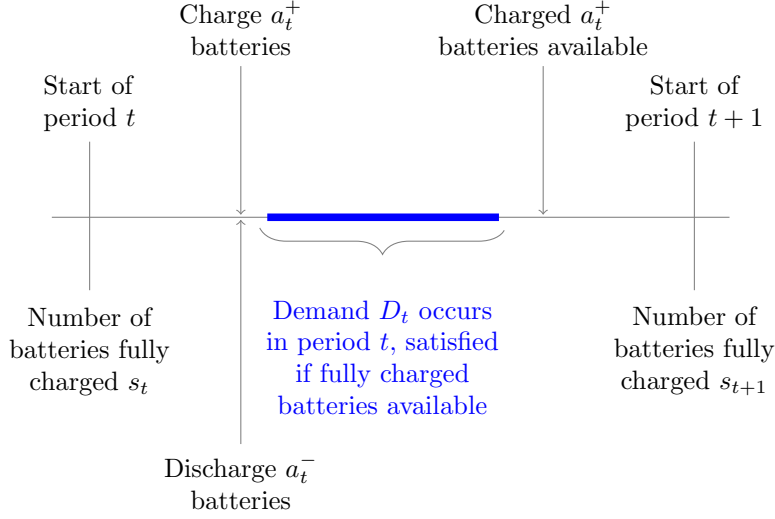 Charge $a_t^+$
batteries
Charged $a_t^+$
batteries available
Start of
period $t$
Start of
period $t+1$
Number of
batteries fully
charged $s_t$
Demand $D_t$ occurs
in period $t$, satisfied
if fully charged
batteries available
Number of
batteries fully
charged $s_{t+1}$
Discharge $a_t^-$
batteries